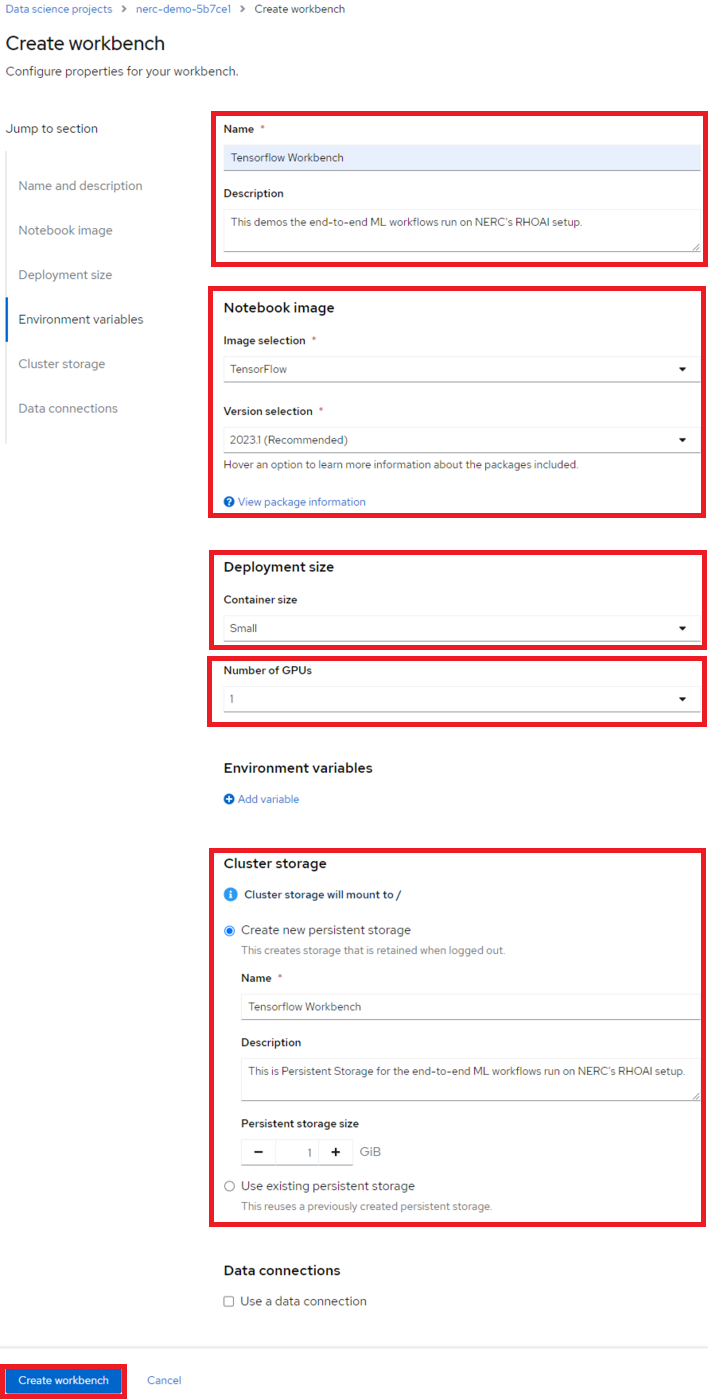 Data science projects > nerc-demo-5b7ce1 > Create workbench
Create workbench
Configure properties for your workbench.
Jump to section
Name and description
Notebook image
Deployment size
Environment variables
Cluster storage
Data connections
Name *
Tensorflow Workbench
Description
This demos the end-to-end ML workflows run on NERC's RHOAI setup.
Notebook image
Image selection *
TensorFlow
Version selection *
2023.1 (Recommended)
Hover an option to learn more information about the packages included.
View package information
Deployment size
Container size
Small
Number of GPUs
1
Environment variables
Add variable
Cluster storage
Cluster storage will mount to /
Create new persistent storage
This creates storage that is retained when logged out.
Name *
Tensorflow Workbench
Description
This is Persistent Storage for the end-to-end ML workflows run on NERC's RHOAI setup.
Persistent storage size
− 1 + GiB
Use existing persistent storage
This reuses a previously created persistent storage.
Data connections
Use a data connection
Create workbench Cancel